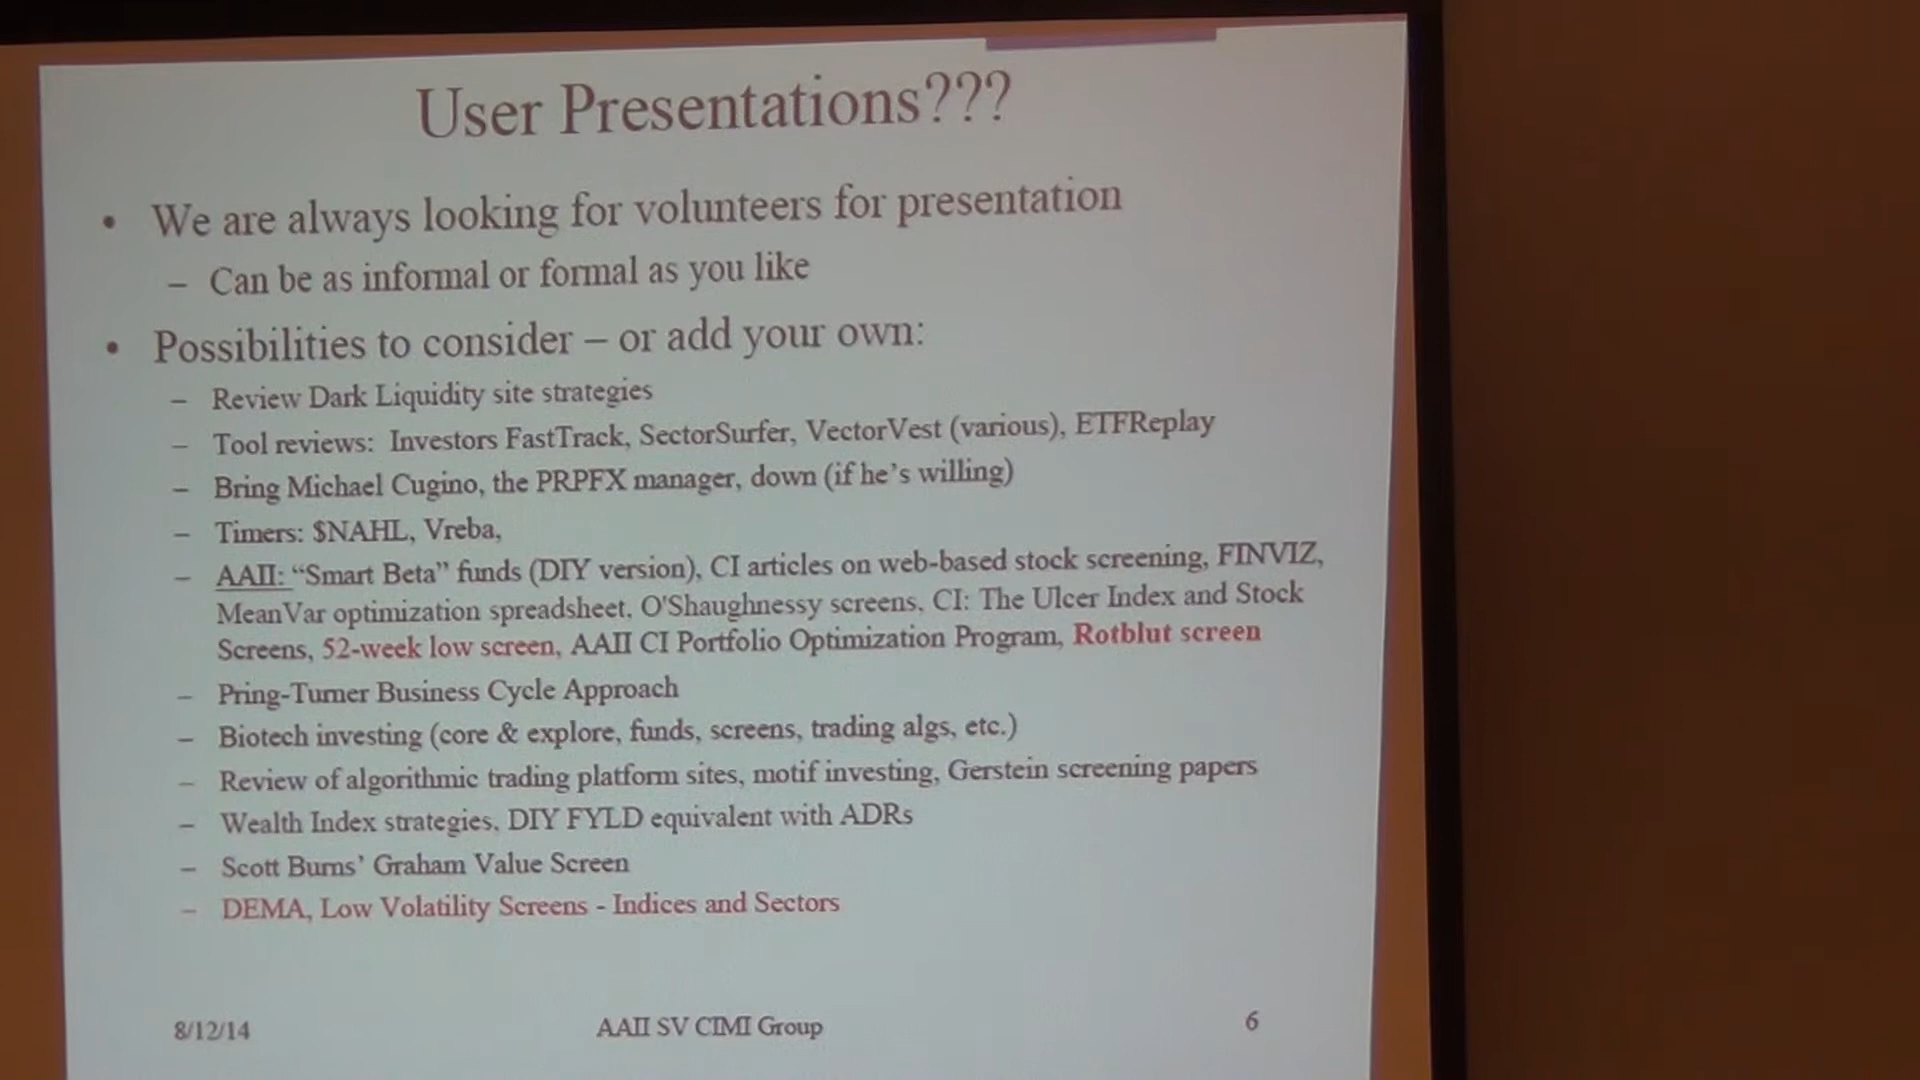 User Presentations???
• We are always looking for volunteers for presentation
– Can be as informal or formal as you like
• Possibilities to consider – or add your own:
– Review Dark Liquidity site strategies
– Tool reviews: Investors FastTrack, SectorSurfer, VectorVest (various), ETFReplay
– Bring Michael Cugino, the PRPFX manager, down (if he’s willing)
– Timers: $NAHL, Vreba,
– AAII: “Smart Beta” funds (DIY version), CI articles on web-based stock screening, FINVIZ,
MeanVar optimization spreadsheet, O'Shaughnessy screens, CI: The Ulcer Index and Stock
Screens, 52-week low screen, AAII CI Portfolio Optimization Program, Rotblut screen
– Pring-Turner Business Cycle Approach
– Biotech investing (core & explore, funds, screens, trading algs, etc.)
– Review of algorithmic trading platform sites, motif investing, Gerstein screening papers
– Wealth Index strategies, DIY FYLD equivalent with ADRs
– Scott Burns’ Graham Value Screen
– DEMA, Low Volatility Screens - Indices and Sectors
8/12/14 AAII SV CIMI Group 6